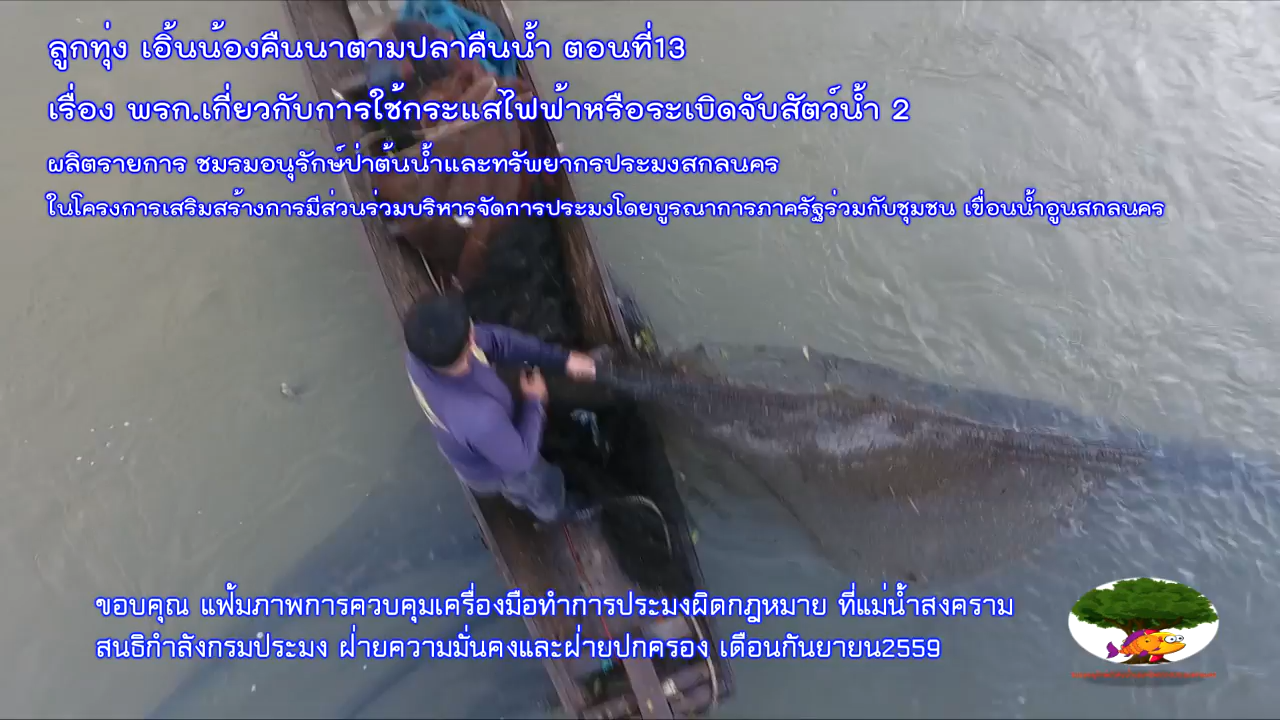 ลูกทุ่ง เอิ้นน้องคืนนาตามปลาคืนน้ำ ตอนที่13
เรื่อง พรก.เกี่ยวกับการใช้กระแสไฟฟ้าหรือระเบิดจับสัตว์น้ำ 2
ผลิตรายการ ชมรมอนุรักษ์ป่าต้นน้ำและทรัพยากรประมงสกลนคร
ในโครงการเสริมสร้างการมีส่วนร่วมบริหารจัดการประมงโดยบูรณาการภาครัฐร่วมกับชุมชน เขื่อนน้ำอูนสกลนคร
ขอบคุณ แฟ้มภาพการควบคุมเครื่องมือทำการประมงผิดกฎหมาย ที่แม่น้ำสงคราม
สนธิกำลังกรมประมง ฝ่ายความมั่นคงและฝ่ายปกครอง เดือนกันยายน2559